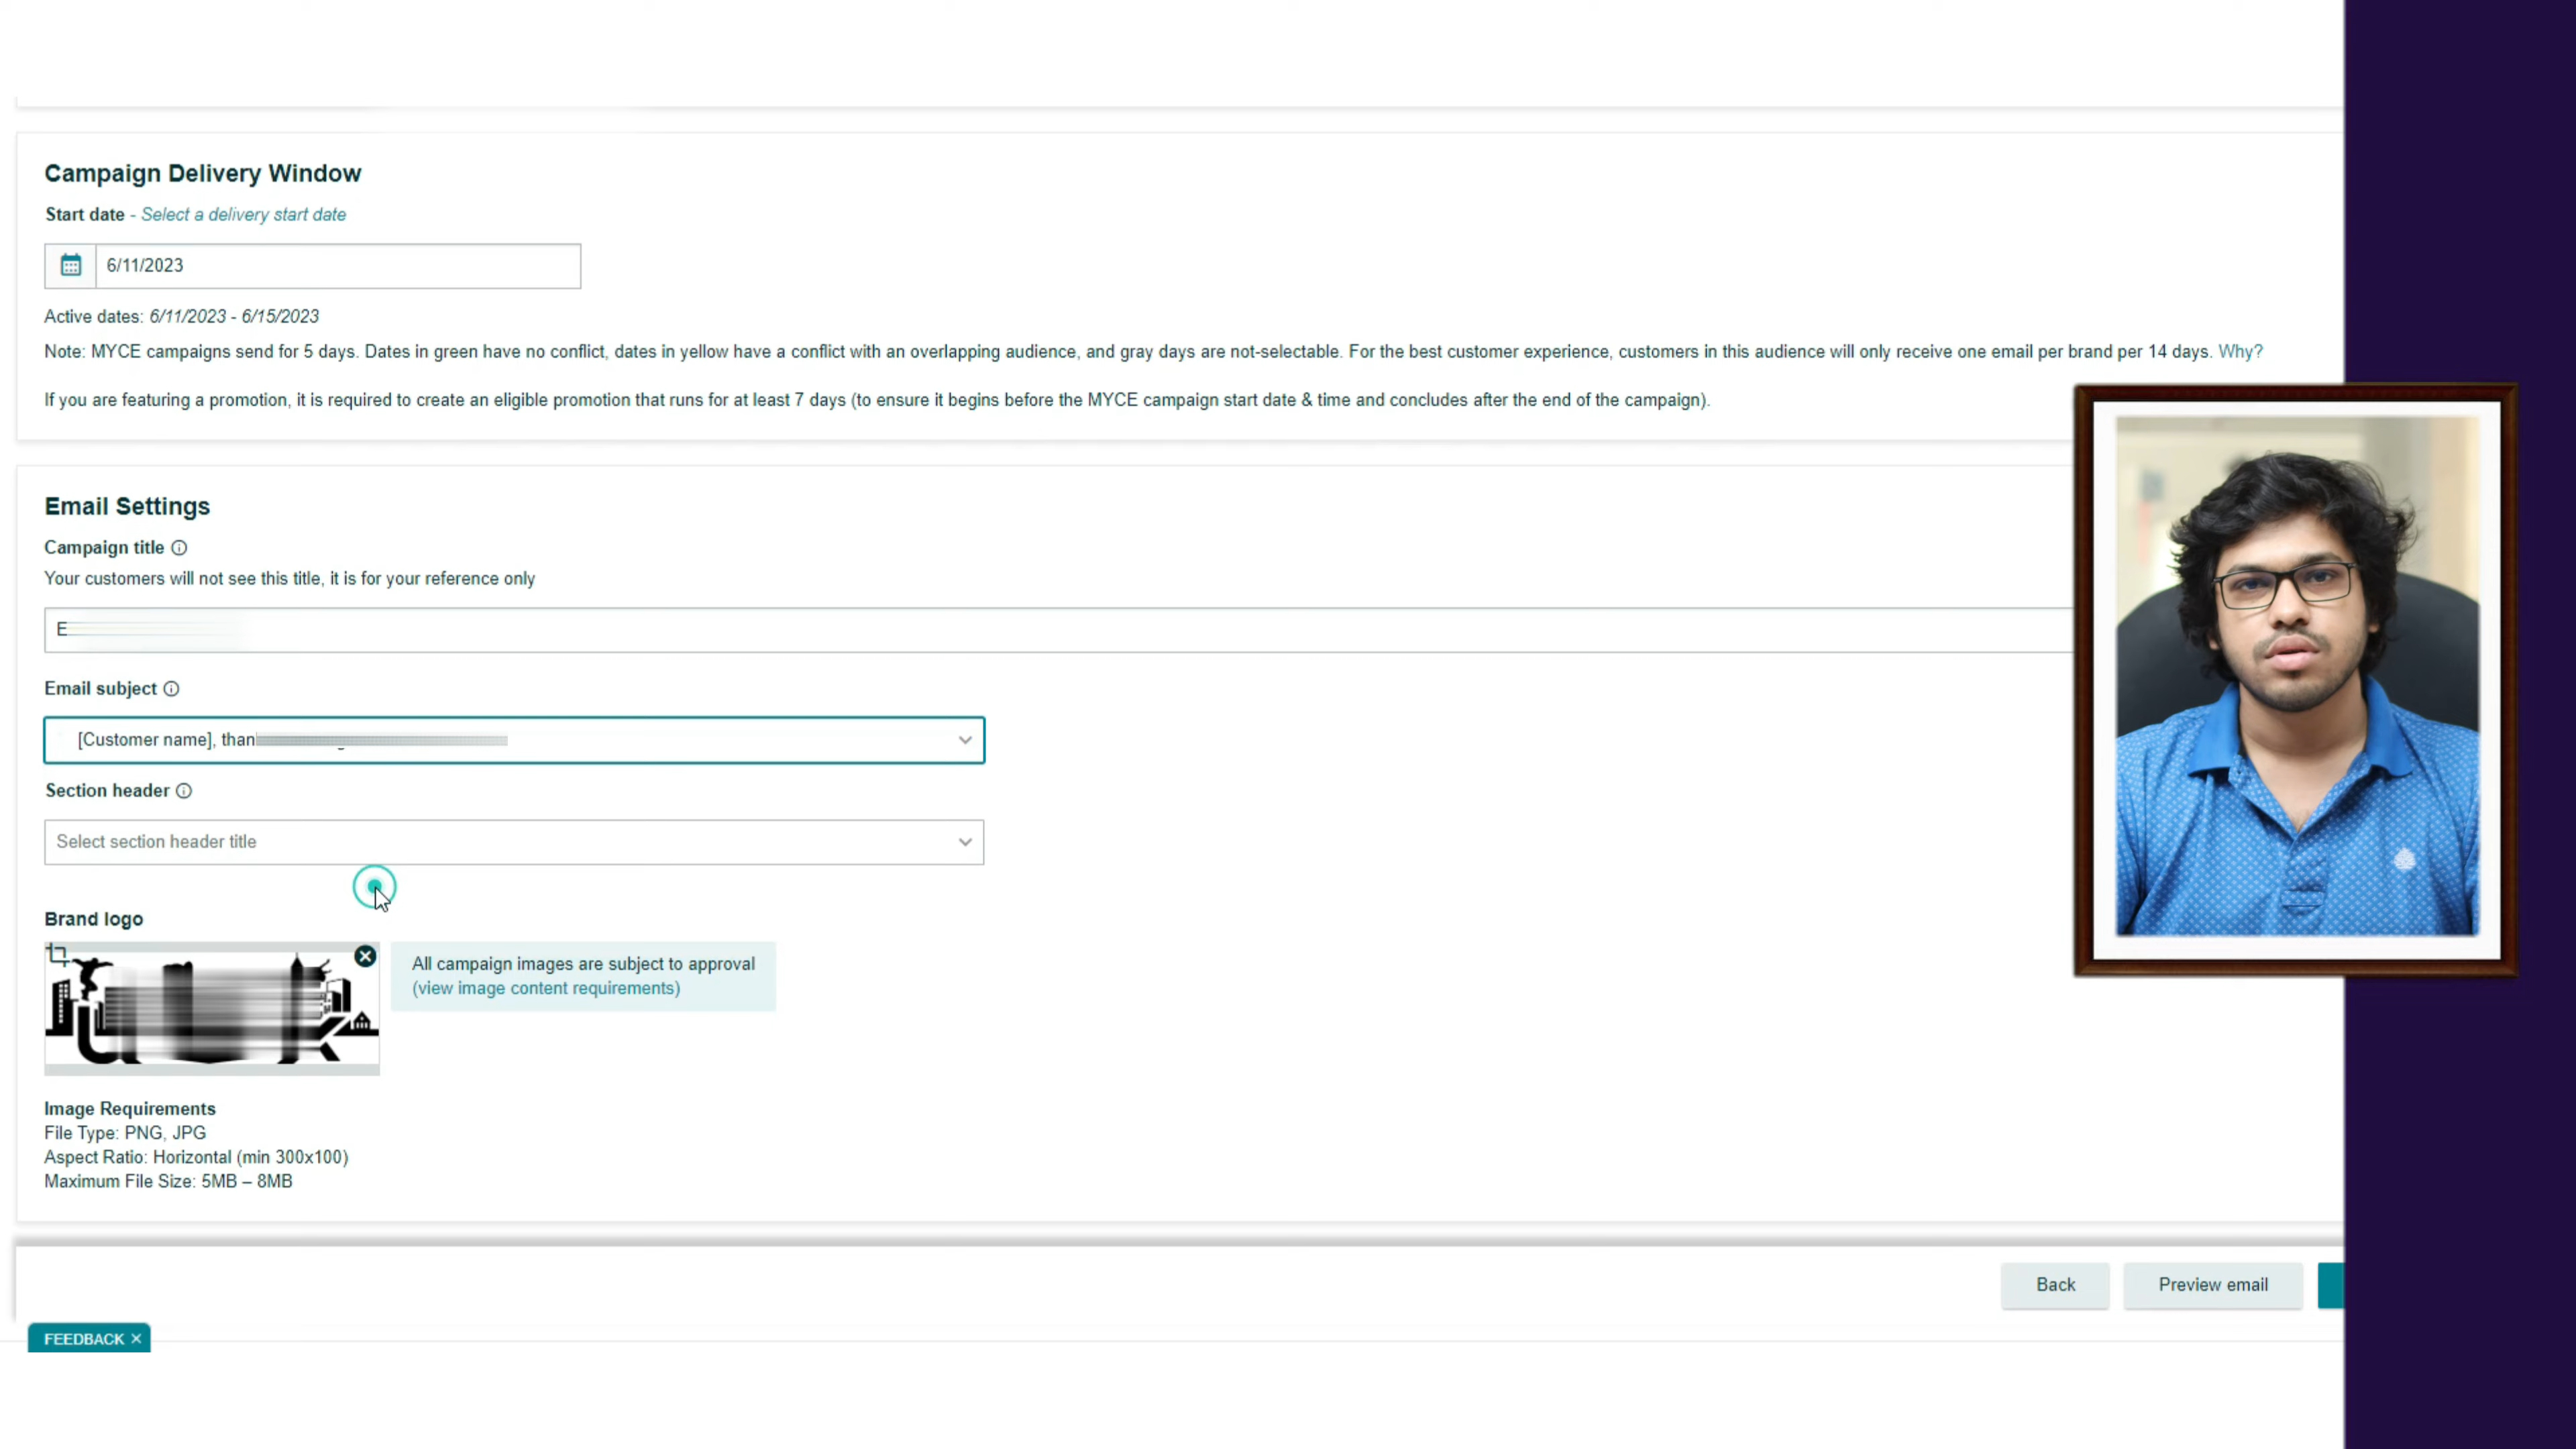 Campaign Delivery Window
Start date - Select a delivery start date
6/11/2023
Active dates: 6/11/2023 - 6/15/2023
Note: MYCE campaigns send for 5 days. Dates in green have no conflict, dates in yellow have a conflict with an overlapping audience, and gray days are not-selectable. For the best customer experience, customers in this audience will only receive one email per brand per 14 days. Why?
If you are featuring a promotion, it is required to create an eligible promotion that runs for at least 7 days (to ensure it begins before the MYCE campaign start date & time and concludes after the end of the campaign).
Email Settings
Campaign title
Your customers will not see this title, it is for your reference only
E
Email subject
[Customer name], than
Section header
Select section header title
Brand logo
All campaign images are subject to approval
(view image content requirements)
Image Requirements
File Type: PNG, JPG
Aspect Ratio: Horizontal (min 300x100)
Maximum File Size: 5MB – 8MB
Back
Preview email
FEEDBACK